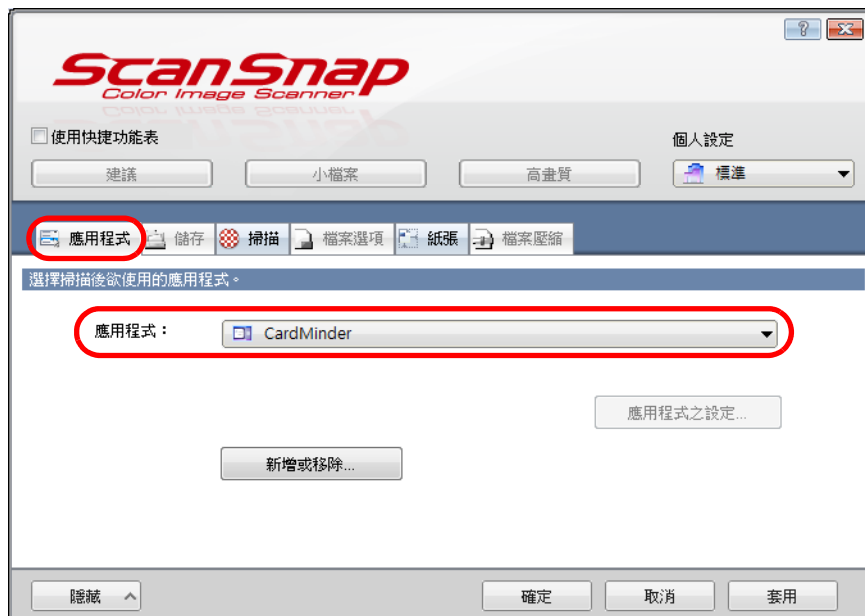 ScanSnap
Color Image Scanner
使用快捷功能表
個人設定
建議
小檔案
高畫質
標準
應用程式
儲存
掃描
檔案選項
紙張
檔案壓縮
選擇掃描後欲使用的應用程式。
應用程式：
CardMinder
應用程式之設定...
新增或移除...
隱藏
確定
取消
套用